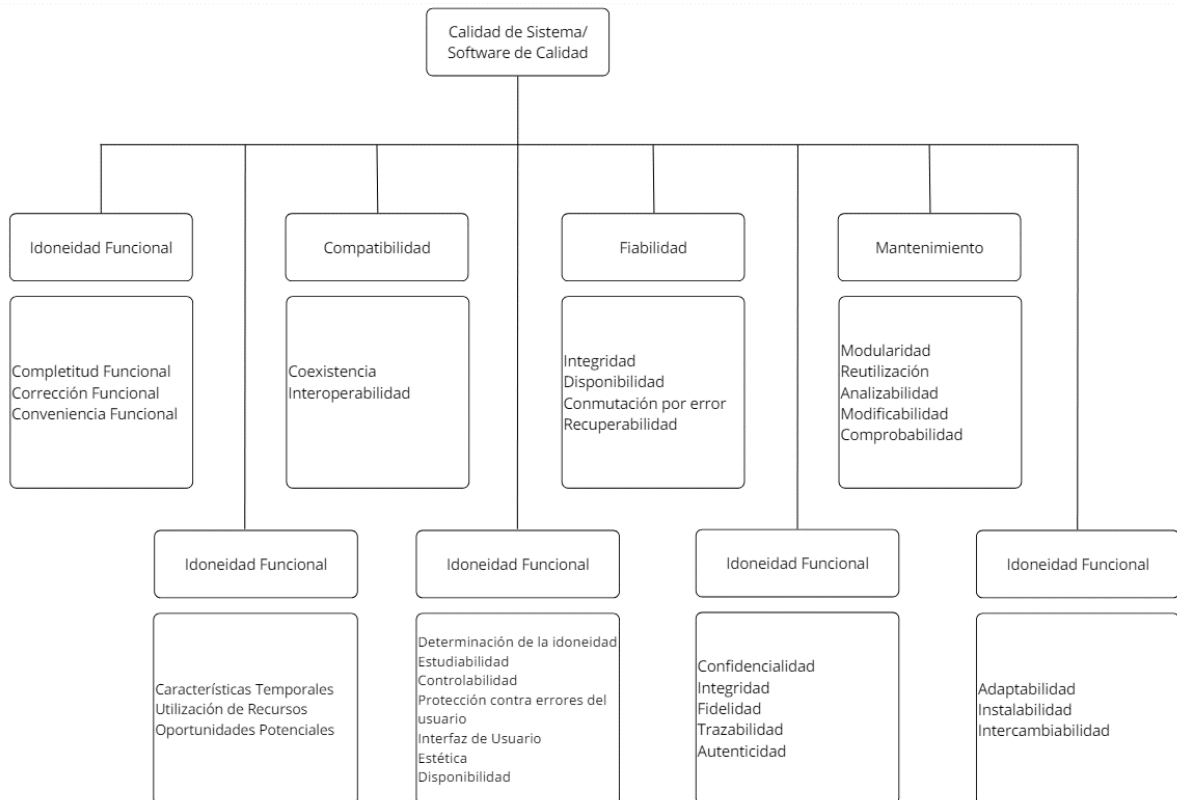 Calidad de Sistema/
Software de Calidad
Idoneidad Funcional
Completitud Funcional
Corrección Funcional
Conveniencia Funcional
Compatibilidad
Coexistencia
Interoperabilidad
Fiabilidad
Integridad
Disponibilidad
Conmutación por error
Recuperabilidad
Mantenimiento
Modularidad
Reutilización
Analizabilidad
Modificabilidad
Comprobabilidad
Idoneidad Funcional
Características Temporales
Utilización de Recursos
Oportunidades Potenciales
Idoneidad Funcional
Determinación de la idoneidad
Estudiabilidad
Controlabilidad
Protección contra errores del
usuario
Interfaz de Usuario
Estética
Disponibilidad
Idoneidad Funcional
Confidencialidad
Integridad
Fidelidad
Trazabilidad
Autenticidad
Idoneidad Funcional
Adaptabilidad
Instalabilidad
Intercambiabilidad